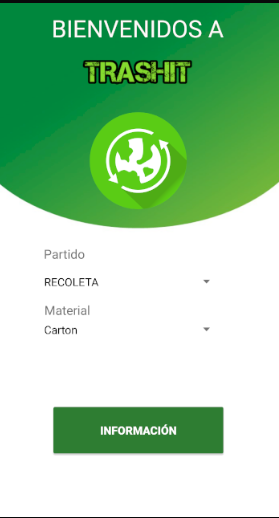 BIENVENIDOS A
TRASHIT
Partido
RECOLETA
Material
Carton
INFORMACIÓN